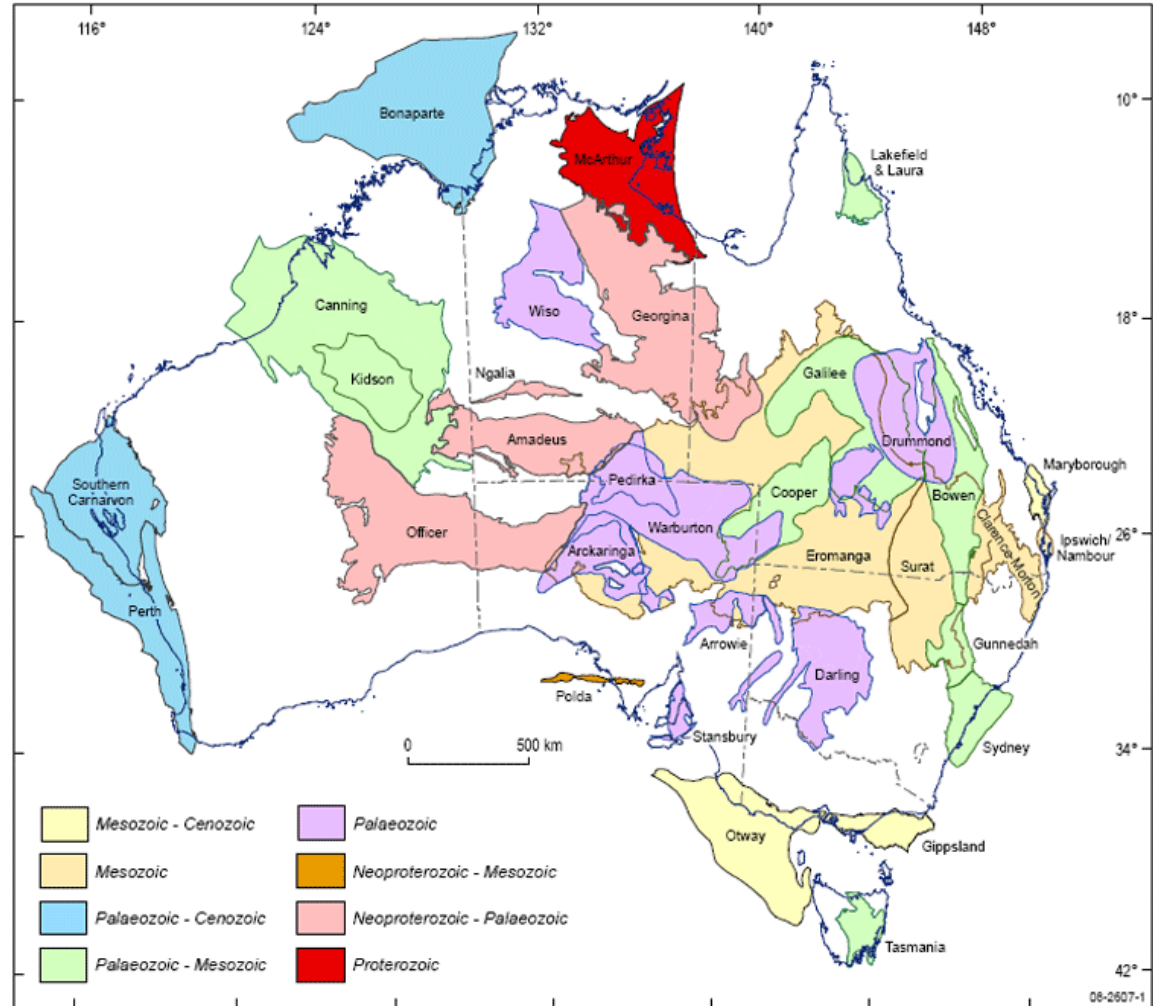 116°
124°
132°
140°
148°
10°
18°
26°
34°
42°
Bonaparte
McArthur
Lakefield
& Laura
Canning
Kidson
Wiso
Georgina
Ngalia
Amadeus
Galilee
Drummond
Pedirka
Cooper
Bowen
Maryborough
Southern
Carnarvon
Officer
Warburton
Arokaringa
Eromanga
Surat
Clarence-Morton
Ipswich/
Nambour
Perth
Arrowie
Gunnedah
Darling
Polda
Stansbury
Sydney
0 500 km
Otway
Gippsland
Tasmania
Mesozoic - Cenozoic
Mesozoic
Palaeozoic - Cenozoic
Palaeozoic - Mesozoic
Palaeozoic
Neoproterozoic - Mesozoic
Neoproterozoic - Palaeozoic
Proterozoic
08-2607-1